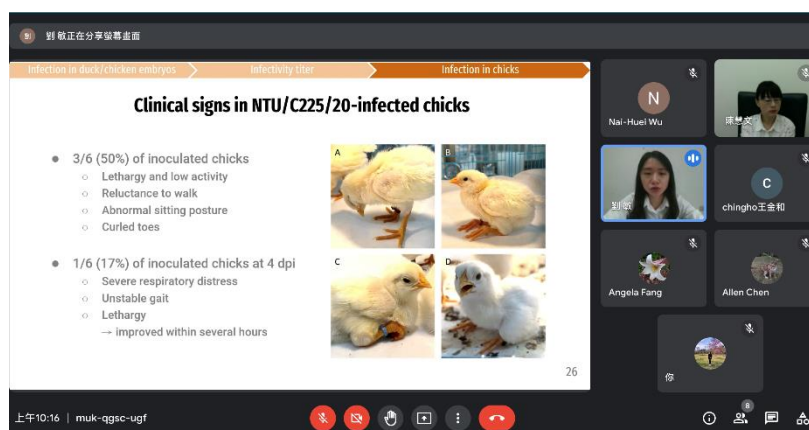 劉
劉 敏正在分享螢幕畫面
Infection in duck/chicken embryos
Infectivity titer
Infection in chicks
Clinical signs in NTU/C225/20-infected chicks
● 3/6 (50%) of inoculated chicks
○ Lethargy and low activity
○ Reluctance to walk
○ Abnormal sitting posture
○ Curled toes
● 1/6 (17%) of inoculated chicks at 4 dpi
○ Severe respiratory distress
○ Unstable gait
○ Lethargy
→ improved within several hours
A
B
C
D
26
N
Nai-Huei Wu
陳慧文
劉 敏
C
chingho王金和
Angela Fang
Allen Chen
你
上午10:16 | muk-qgsc-ugf
8